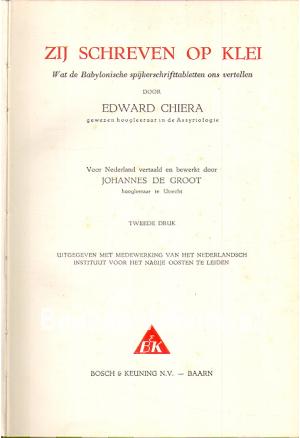 ZIJ SCHREVEN OP KLEI
Wat de Babylonische spijkerschrifttabletten ons vertellen
DOOR
EDWARD CHIERA
gewezen hoogleeraar in de Assyriologie
Voor Nederland vertaald en bewerkt door
JOHANNES DE GROOT
hoogleeraar te Utrecht
TWEEDE DRUK
UITGEGEVEN MET MEDEWERKING VAN HET NEDERLANDSCH
INSTITUUT VOOR HET NABIJE OOSTEN TE LEIDEN
BOSCH & KEUNING N.V. — BAARN